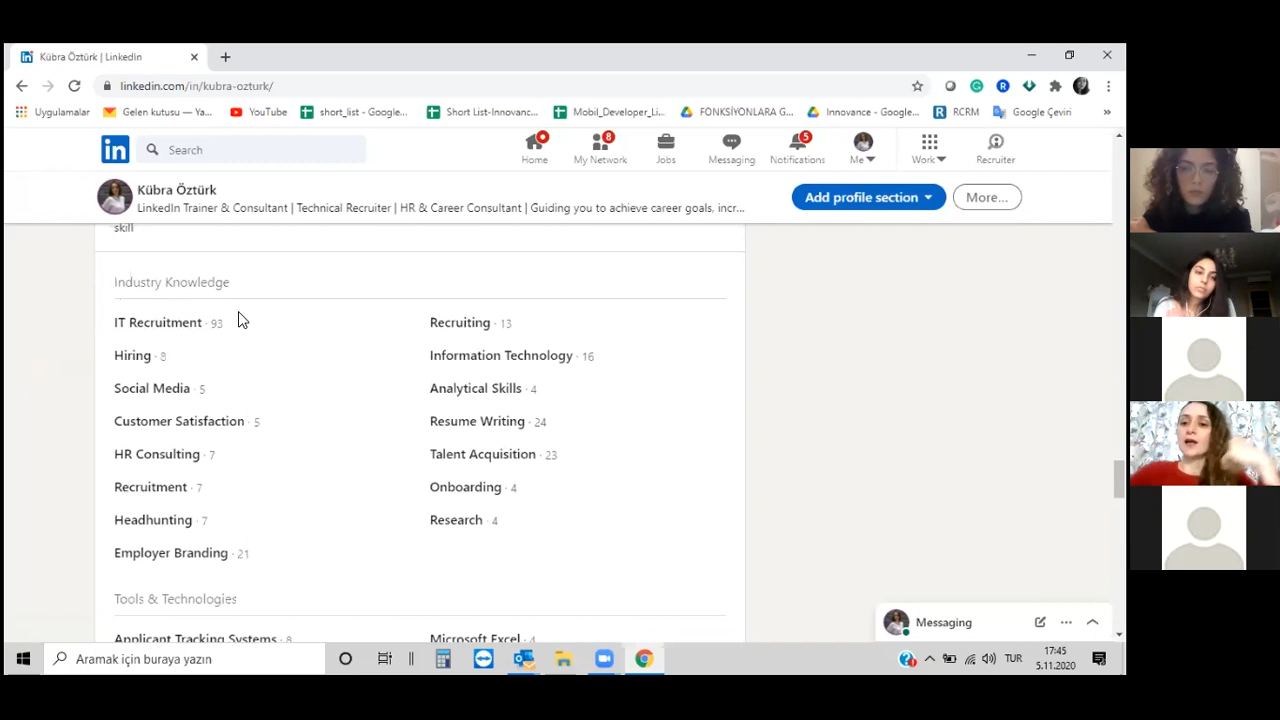 Kübra Öztürk | LinkedIn
linkedin.com/in/kubra-ozturk/
Uygulamalar
Gelen kutusu — Ya...
YouTube
short_list - Google...
Short List-Innovanc...
Mobil_Developer_Li...
FONKSİYONLARA G...
Innovance - Google...
RCRM
Google Çeviri
in
Search
Home
8
My Network
Jobs
Messaging
5
Notifications
Me
Work
Recruiter
Kübra Öztürk
LinkedIn Trainer & Consultant | Technical Recruiter | HR & Career Consultant | Guiding you to achieve career goals, incr...
Add profile section
More...
skill
Industry Knowledge
IT Recruitment · 93
Recruiting · 13
Hiring · 8
Information Technology · 16
Social Media · 5
Analytical Skills · 4
Customer Satisfaction · 5
Resume Writing · 24
HR Consulting · 7
Talent Acquisition · 23
Recruitment · 7
Onboarding · 4
Headhunting · 7
Research · 4
Employer Branding · 21
Tools & Technologies
Applicant Tracking Systems · 8
Microsoft Excel · 4
Messaging
Aramak için buraya yazın
TUR
17:45
5.11.2020